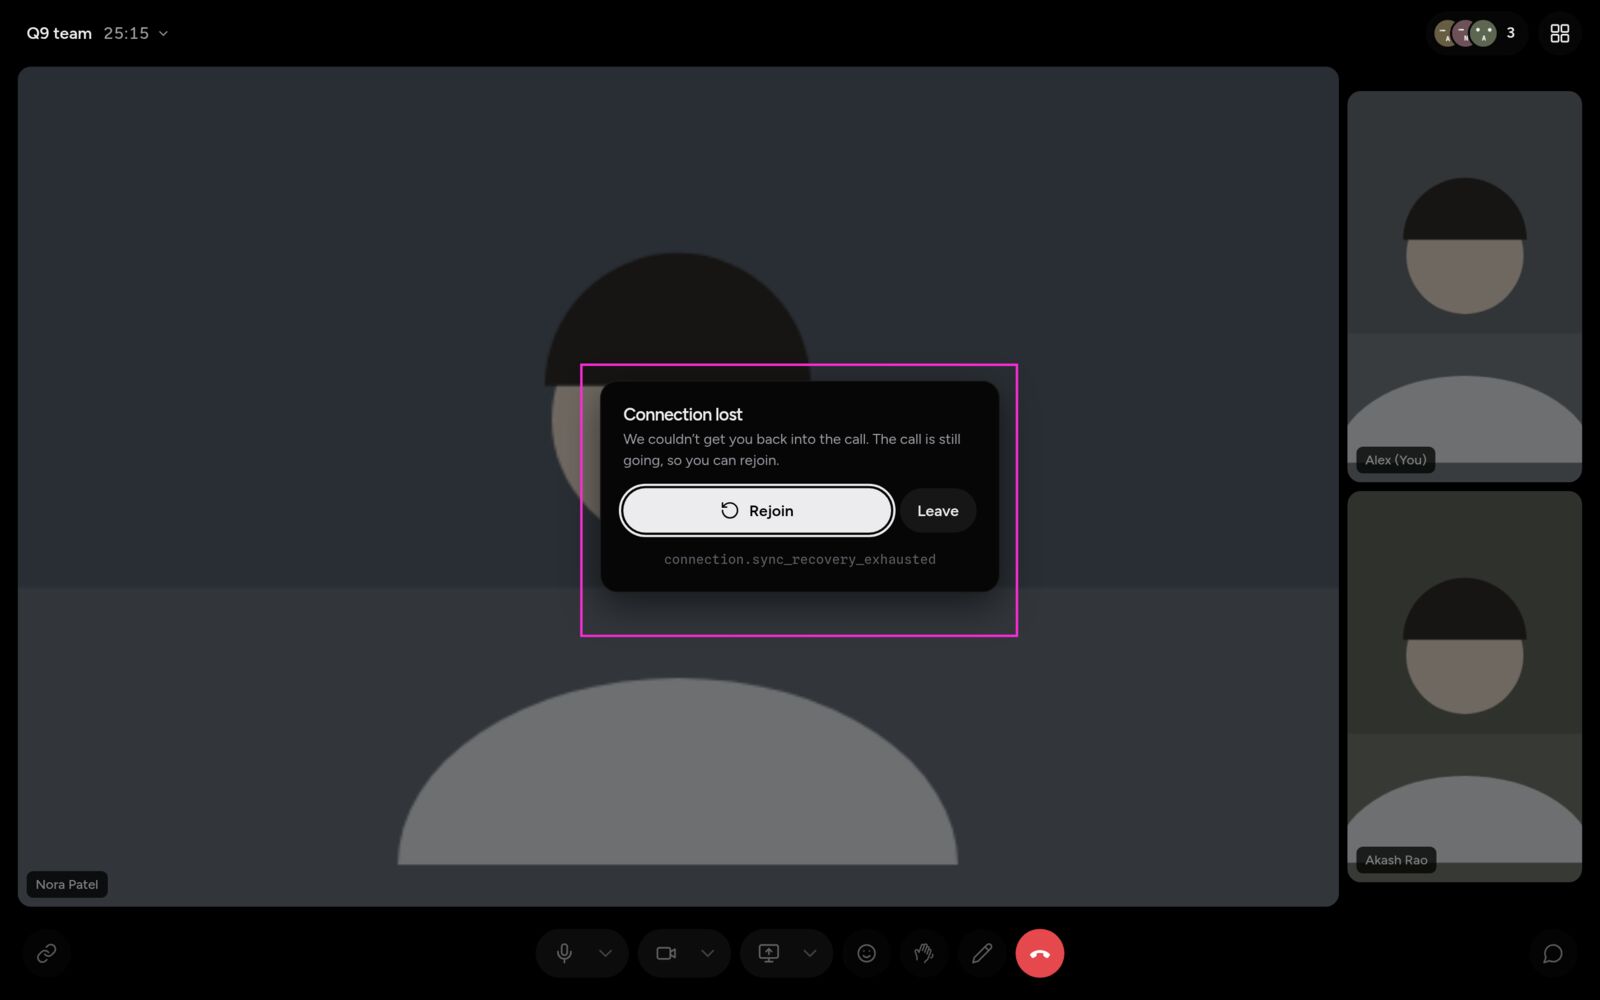 Q9 team 25:15
3
Connection lost
We couldn't get you back into the call. The call is still
going, so you can rejoin.
Rejoin
Leave
connection.sync_recovery_exhausted
Alex (You)
Akash Rao
Nora Patel